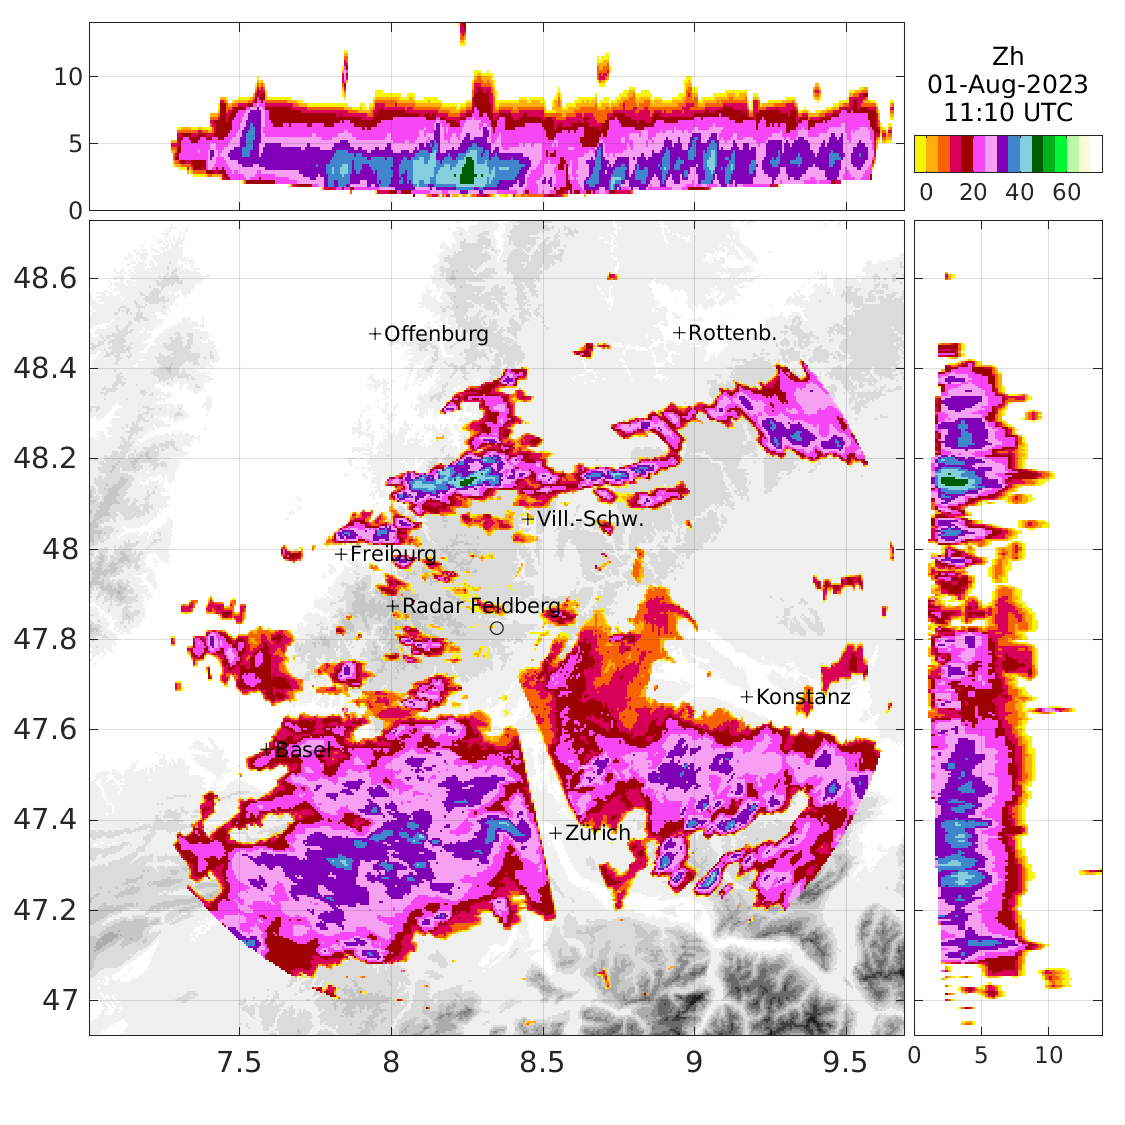 10
5
0
Zh
01-Aug-2023
11:10 UTC
0 20 40 60
48.6
48.4
48.2
48
47.8
47.6
47.4
47.2
47
+Offenburg
+Rottenb.
+Vill.-Schw.
+Freiburg
+Radar Feldberg
+Konstanz
+Basel
+Zürich
7.5 8 8.5 9 9.5
0 5 10